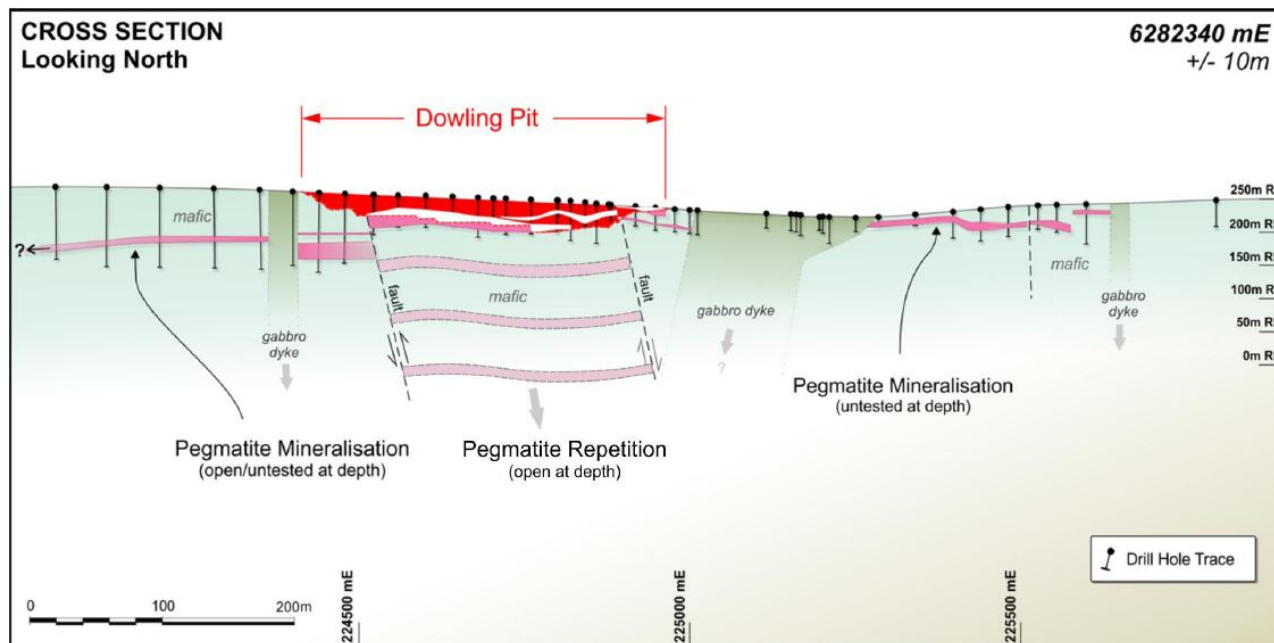 CROSS SECTION
Looking North
6282340 mE
+/- 10m
Dowling Pit
mafic
?
250m R
200m R
150m R
100m R
50m R
0m R
fault
mafic
fault
gabbro dyke
?
mafic
gabbro
dyke
gabbro
dyke
Pegmatite Mineralisation
(untested at depth)
Pegmatite Mineralisation
(open/untested at depth)
Pegmatite Repetition
(open at depth)
Drill Hole Trace
0 100 200m
224500 mE
225000 mE
225500 mE